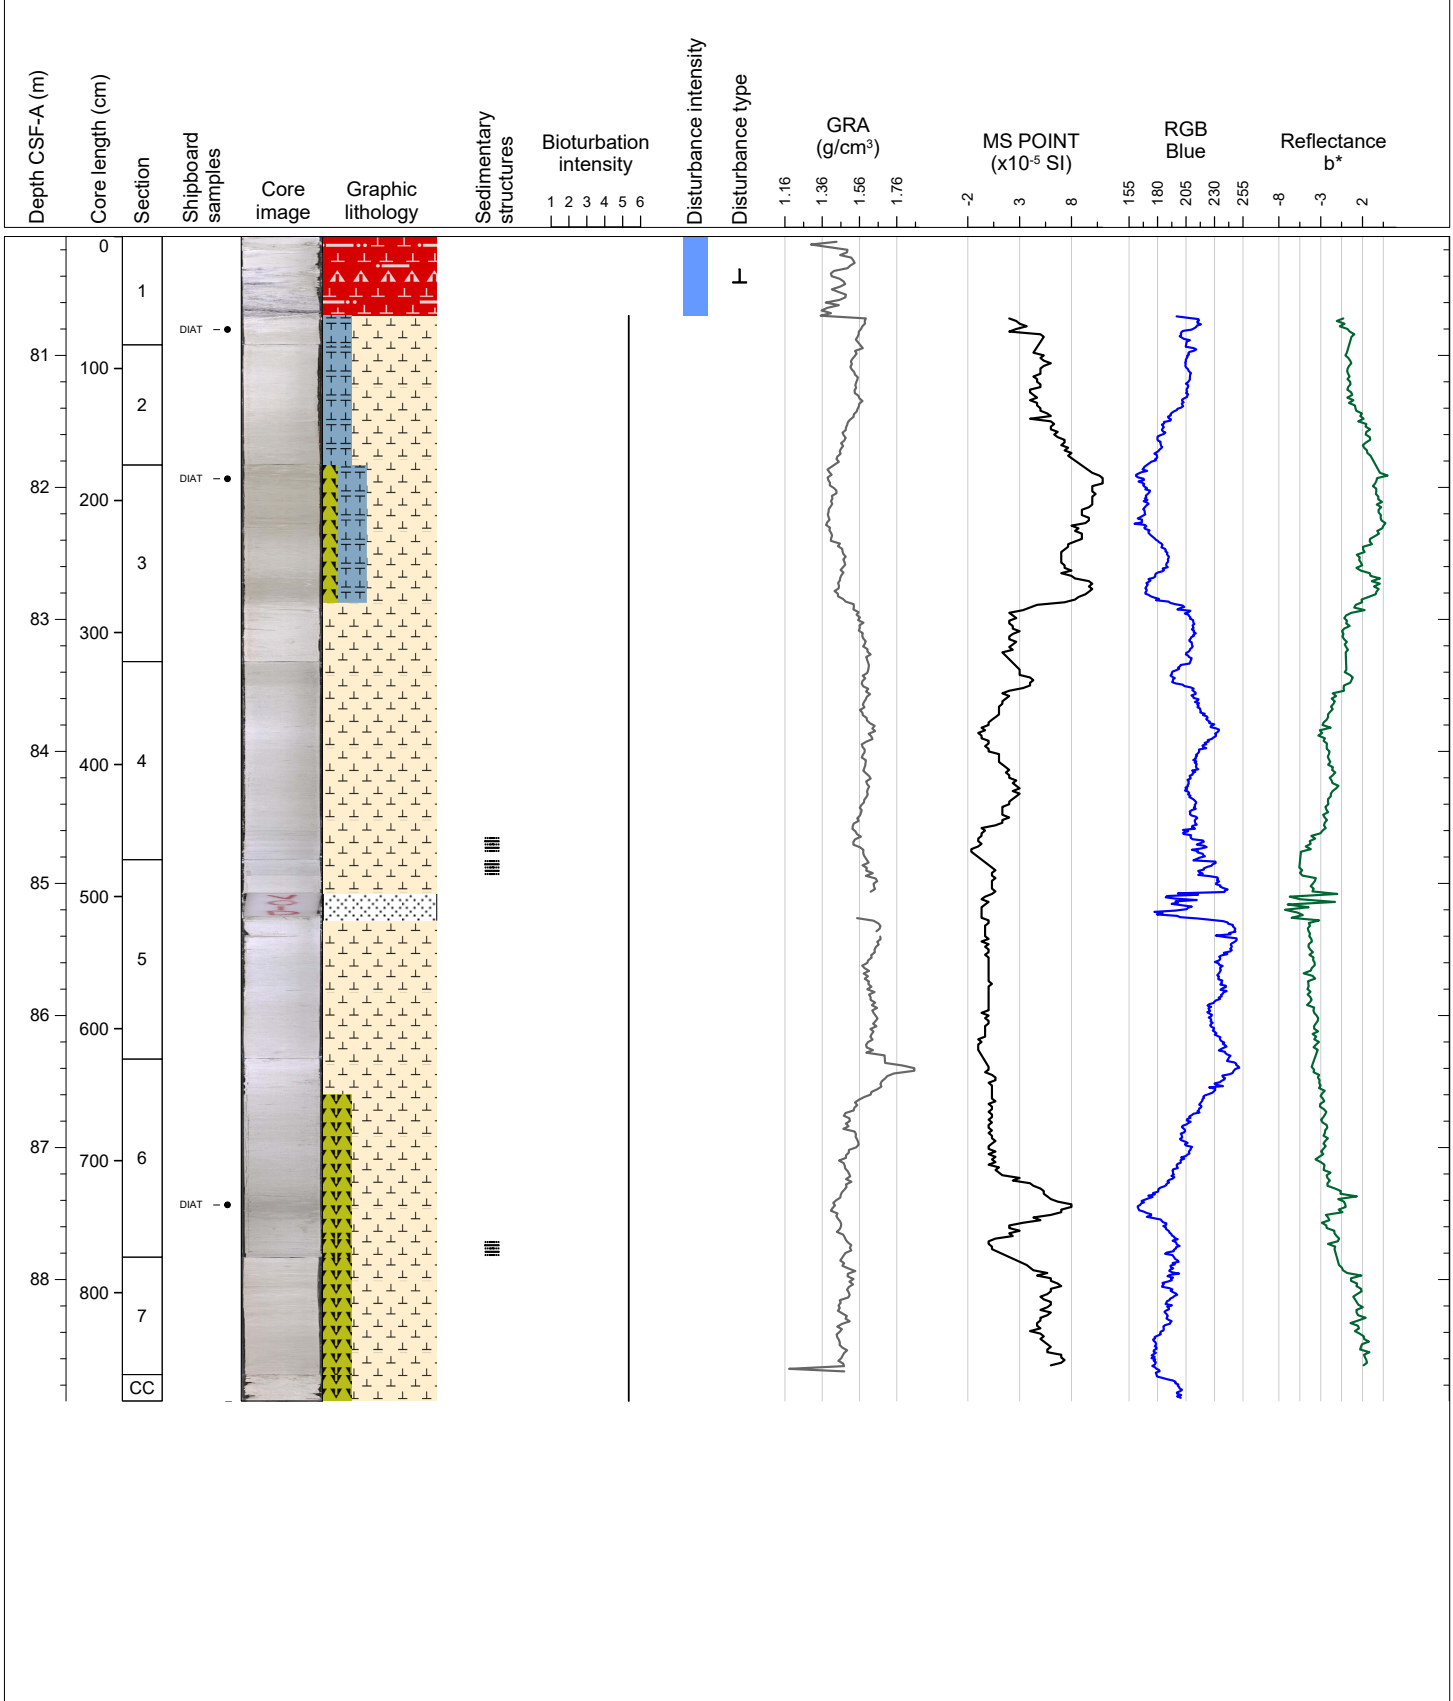 Depth CSF-A (m)
Core length (cm)
Section
Shipboard
samples
Core
image
Graphic
lithology
Sedimentary
structures
Bioturbation
intensity
1 2 3 4 5 6
Disturbance intensity
Disturbance type
GRA
(g/cm³)
1.16 1.36 1.56 1.76
MS POINT
(x10⁻⁵ SI)
-2 3 8
RGB
Blue
155 180 205 230 255
Reflectance
b*
-8 -3 2
0
1
DIAT
81
100
2
DIAT
82
200
3
83
300
4
84
400
85
500
5
86
600
6
87
700
DIAT
88
800
7
CC